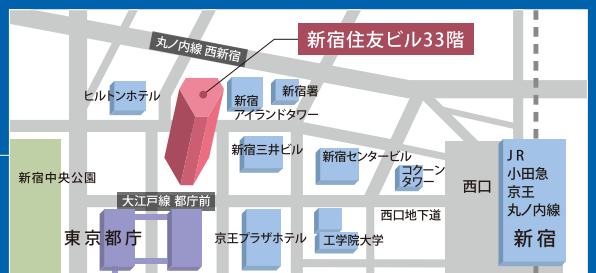 丸ノ内線 西新宿
新宿住友ビル33階
ヒルトンホテル
新宿
アイランドタワー
新宿署
新宿三井ビル
新宿センタービル
コクーン
タワー
新宿中央公園
大江戸線 都庁前
東京都庁
京王プラザホテル
工学院大学
西口地下道
西口
JR
小田急
京王
丸ノ内線
新宿